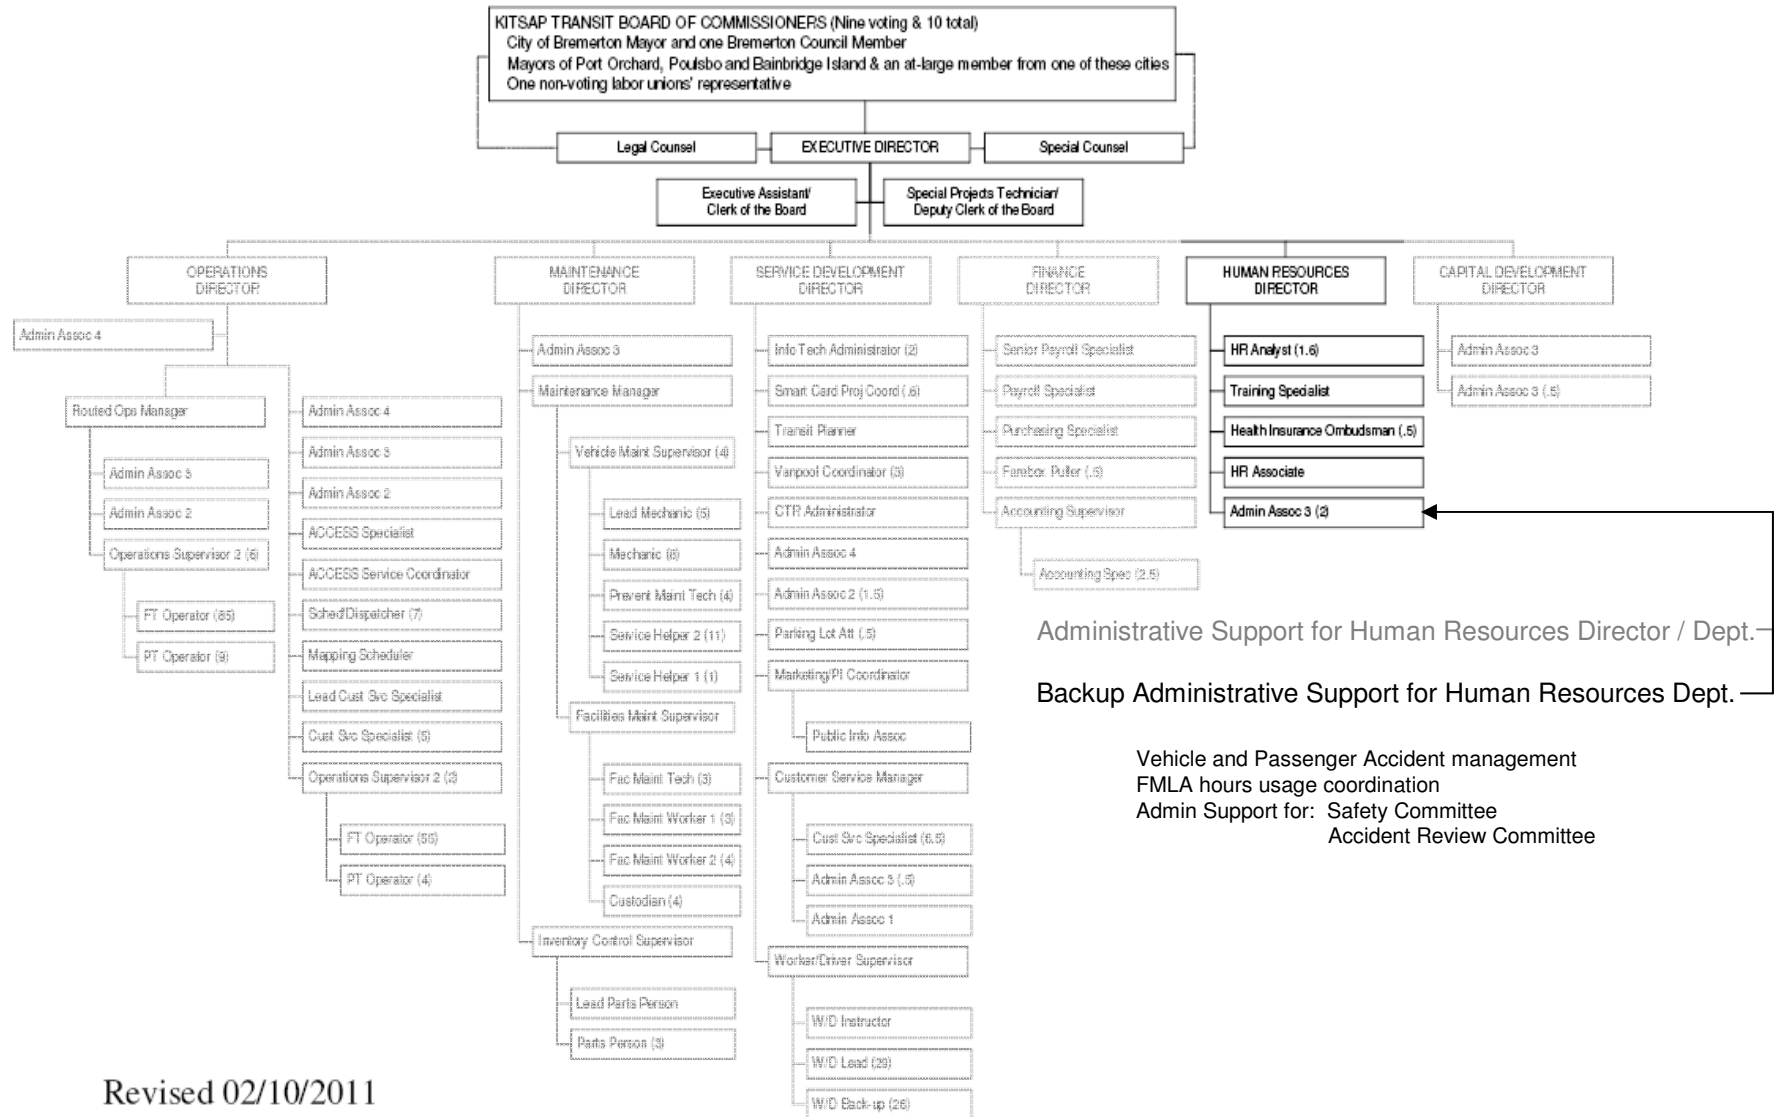 KITSAP TRANSIT BOARD OF COMMISSIONERS (Nine voting & 10 total)
City of Bremerton Mayor and one Bremerton Council Member
Mayors of Port Orchard, Poulsbo and Bainbridge Island & an at-large member from one of these cities
One non-voting labor unions' representative
Legal Counsel
EXECUTIVE DIRECTOR
Special Counsel
Executive Assistant/
Clerk of the Board
Special Projects Technician/
Deputy Clerk of the Board
OPERATIONS
DIRECTOR
Admin Assoc 4
Routed Ops Manager
Admin Assoc 3
Admin Assoc 2
Operations Supervisor 2 (6)
FT Operator (85)
PT Operator (9)
Admin Assoc 4
Admin Assoc 3
Admin Assoc 2
ACCESS Specialist
ACCESS Service Coordinator
Sched/Dispatcher (7)
Mapping Scheduler
Lead Cust Svc Specialist
Cust Svc Specialist (5)
Operations Supervisor 2 (2)
FT Operator (55)
PT Operator (4)
MAINTENANCE
DIRECTOR
Admin Assoc 3
Maintenance Manager
Vehicle Maint Supervisor (4)
Lead Mechanic (5)
Mechanic (8)
Prevent Maint Tech (4)
Service Helper 2 (11)
Service Helper 1 (1)
Facilities Maint Supervisor
Fac Maint Tech (3)
Fac Maint Worker 1 (3)
Fac Maint Worker 2 (4)
Custodian (4)
Inventory Control Supervisor
Lead Parts Person
Parts Person (3)
SERVICE DEVELOPMENT
DIRECTOR
Info Tech Administrator (2)
Smart Card Proj Coord (.6)
Transit Planner
Vanpool Coordinator (3)
CTR Administrator
Admin Assoc 4
Admin Assoc 2 (1.5)
Parking Lot Att (.5)
Marketing/PI Coordinator
Public Info Assoc
Customer Service Manager
Cust Svc Specialist (6.5)
Admin Assoc 3 (.5)
Admin Assoc 1
Worker/Driver Supervisor
W/D Instructor
W/D Lead (29)
W/D Back-up (26)
FINANCE
DIRECTOR
Senior Payroll Specialist
Payroll Specialist
Purchasing Specialist
Farebox Puller (.5)
Accounting Supervisor
Accounting Spec (2.5)
HUMAN RESOURCES
DIRECTOR
HR Analyst (1.6)
Training Specialist
Health Insurance Ombudsman (.5)
HR Associate
Admin Assoc 3 (2)
CAPITAL DEVELOPMENT
DIRECTOR
Admin Assoc 3
Admin Assoc 3 (.5)
Administrative Support for Human Resources Director / Dept.
Backup Administrative Support for Human Resources Dept.
Vehicle and Passenger Accident management
FMLA hours usage coordination
Admin Support for: Safety Committee
Accident Review Committee
Revised 02/10/2011